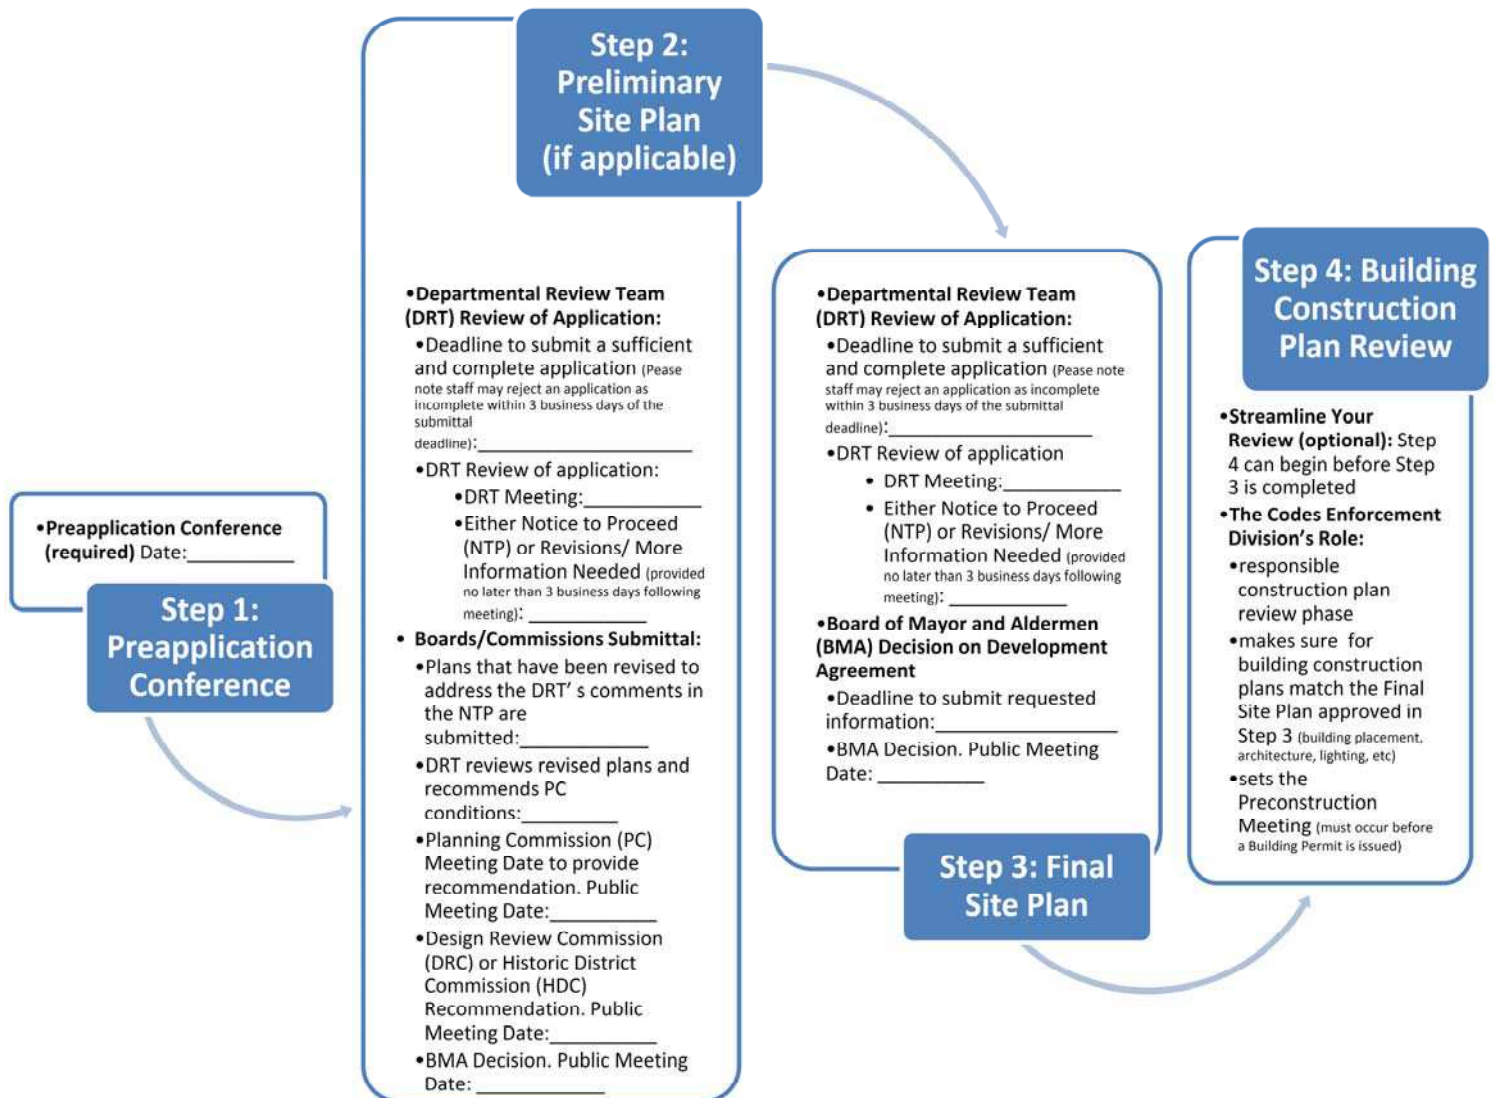 •Preapplication Conference
(required) Date:__________
Step 1:
Preapplication
Conference
Step 2:
Preliminary
Site Plan
(if applicable)
•Departmental Review Team
(DRT) Review of Application:
•Deadline to submit a sufficient
and complete application (Pease
note staff may reject an application as
incomplete within 3 business days of the
submittal
deadline):____________________
•DRT Review of application:
•DRT Meeting:___________
•Either Notice to Proceed
(NTP) or Revisions/ More
Information Needed (provided
no later than 3 business days following
meeting): ___________
• Boards/Commissions Submittal:
•Plans that have been revised to
address the DRT' s comments in
the NTP are
submitted:____________
•DRT reviews revised plans and
recommends PC
conditions:_________
•Planning Commission (PC)
Meeting Date to provide
recommendation. Public
Meeting Date:__________
•Design Review Commission
(DRC) or Historic District
Commission (HDC)
Recommendation. Public
Meeting Date:__________
•BMA Decision. Public Meeting
Date: ____________
•Departmental Review Team
(DRT) Review of Application:
•Deadline to submit a sufficient
and complete application (Pease note
staff may reject an application as incomplete
within 3 business days of the submittal
deadline):___________________
•DRT Review of application
• DRT Meeting:___________
• Either Notice to Proceed
(NTP) or Revisions/ More
Information Needed (provided
no later than 3 business days following
meeting): ___________
•Board of Mayor and Aldermen
(BMA) Decision on Development
Agreement
•Deadline to submit requested
information:_________________
•BMA Decision. Public Meeting
Date: __________
Step 3: Final
Site Plan
Step 4: Building
Construction
Plan Review
•Streamline Your
Review (optional): Step
4 can begin before Step
3 is completed
•The Codes Enforcement
Division's Role:
•responsible
construction plan
review phase
•makes sure for
building construction
plans match the Final
Site Plan approved in
Step 3 (building placement,
architecture, lighting, etc)
•sets the
Preconstruction
Meeting (must occur before
a Building Permit is issued)